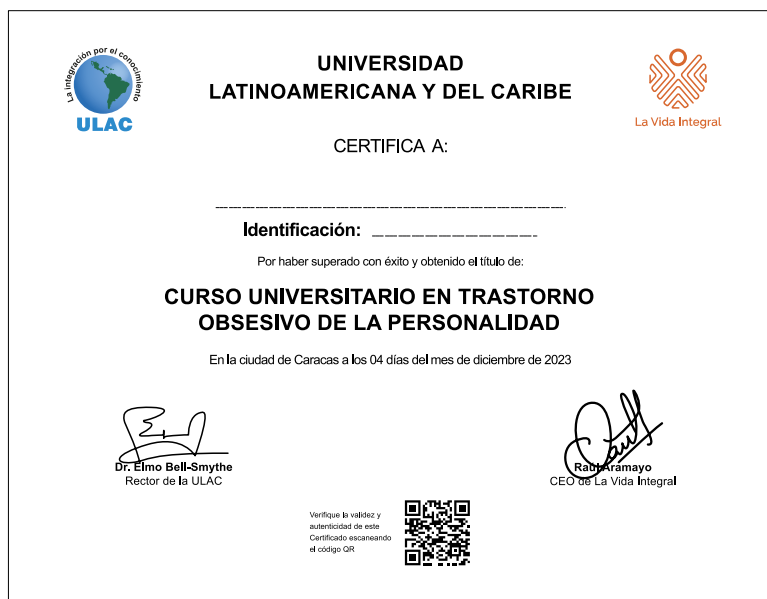 La integración por el conocimiento
ULAC
UNIVERSIDAD
LATINOAMERICANA Y DEL CARIBE
La Vida Integral
CERTIFICA A:
Identificación:
Por haber superado con éxito y obtenido el título de:
CURSO UNIVERSITARIO EN TRASTORNO
OBSESIVO DE LA PERSONALIDAD
En la ciudad de Caracas a los 04 días del mes de diciembre de 2023
Dr. Elmo Bell-Smythe
Rector de la ULAC
Raúl Aramayo
CEO de La Vida Integral
Verifique la validez y
autenticidad de este
Certificado escaneando
el código QR